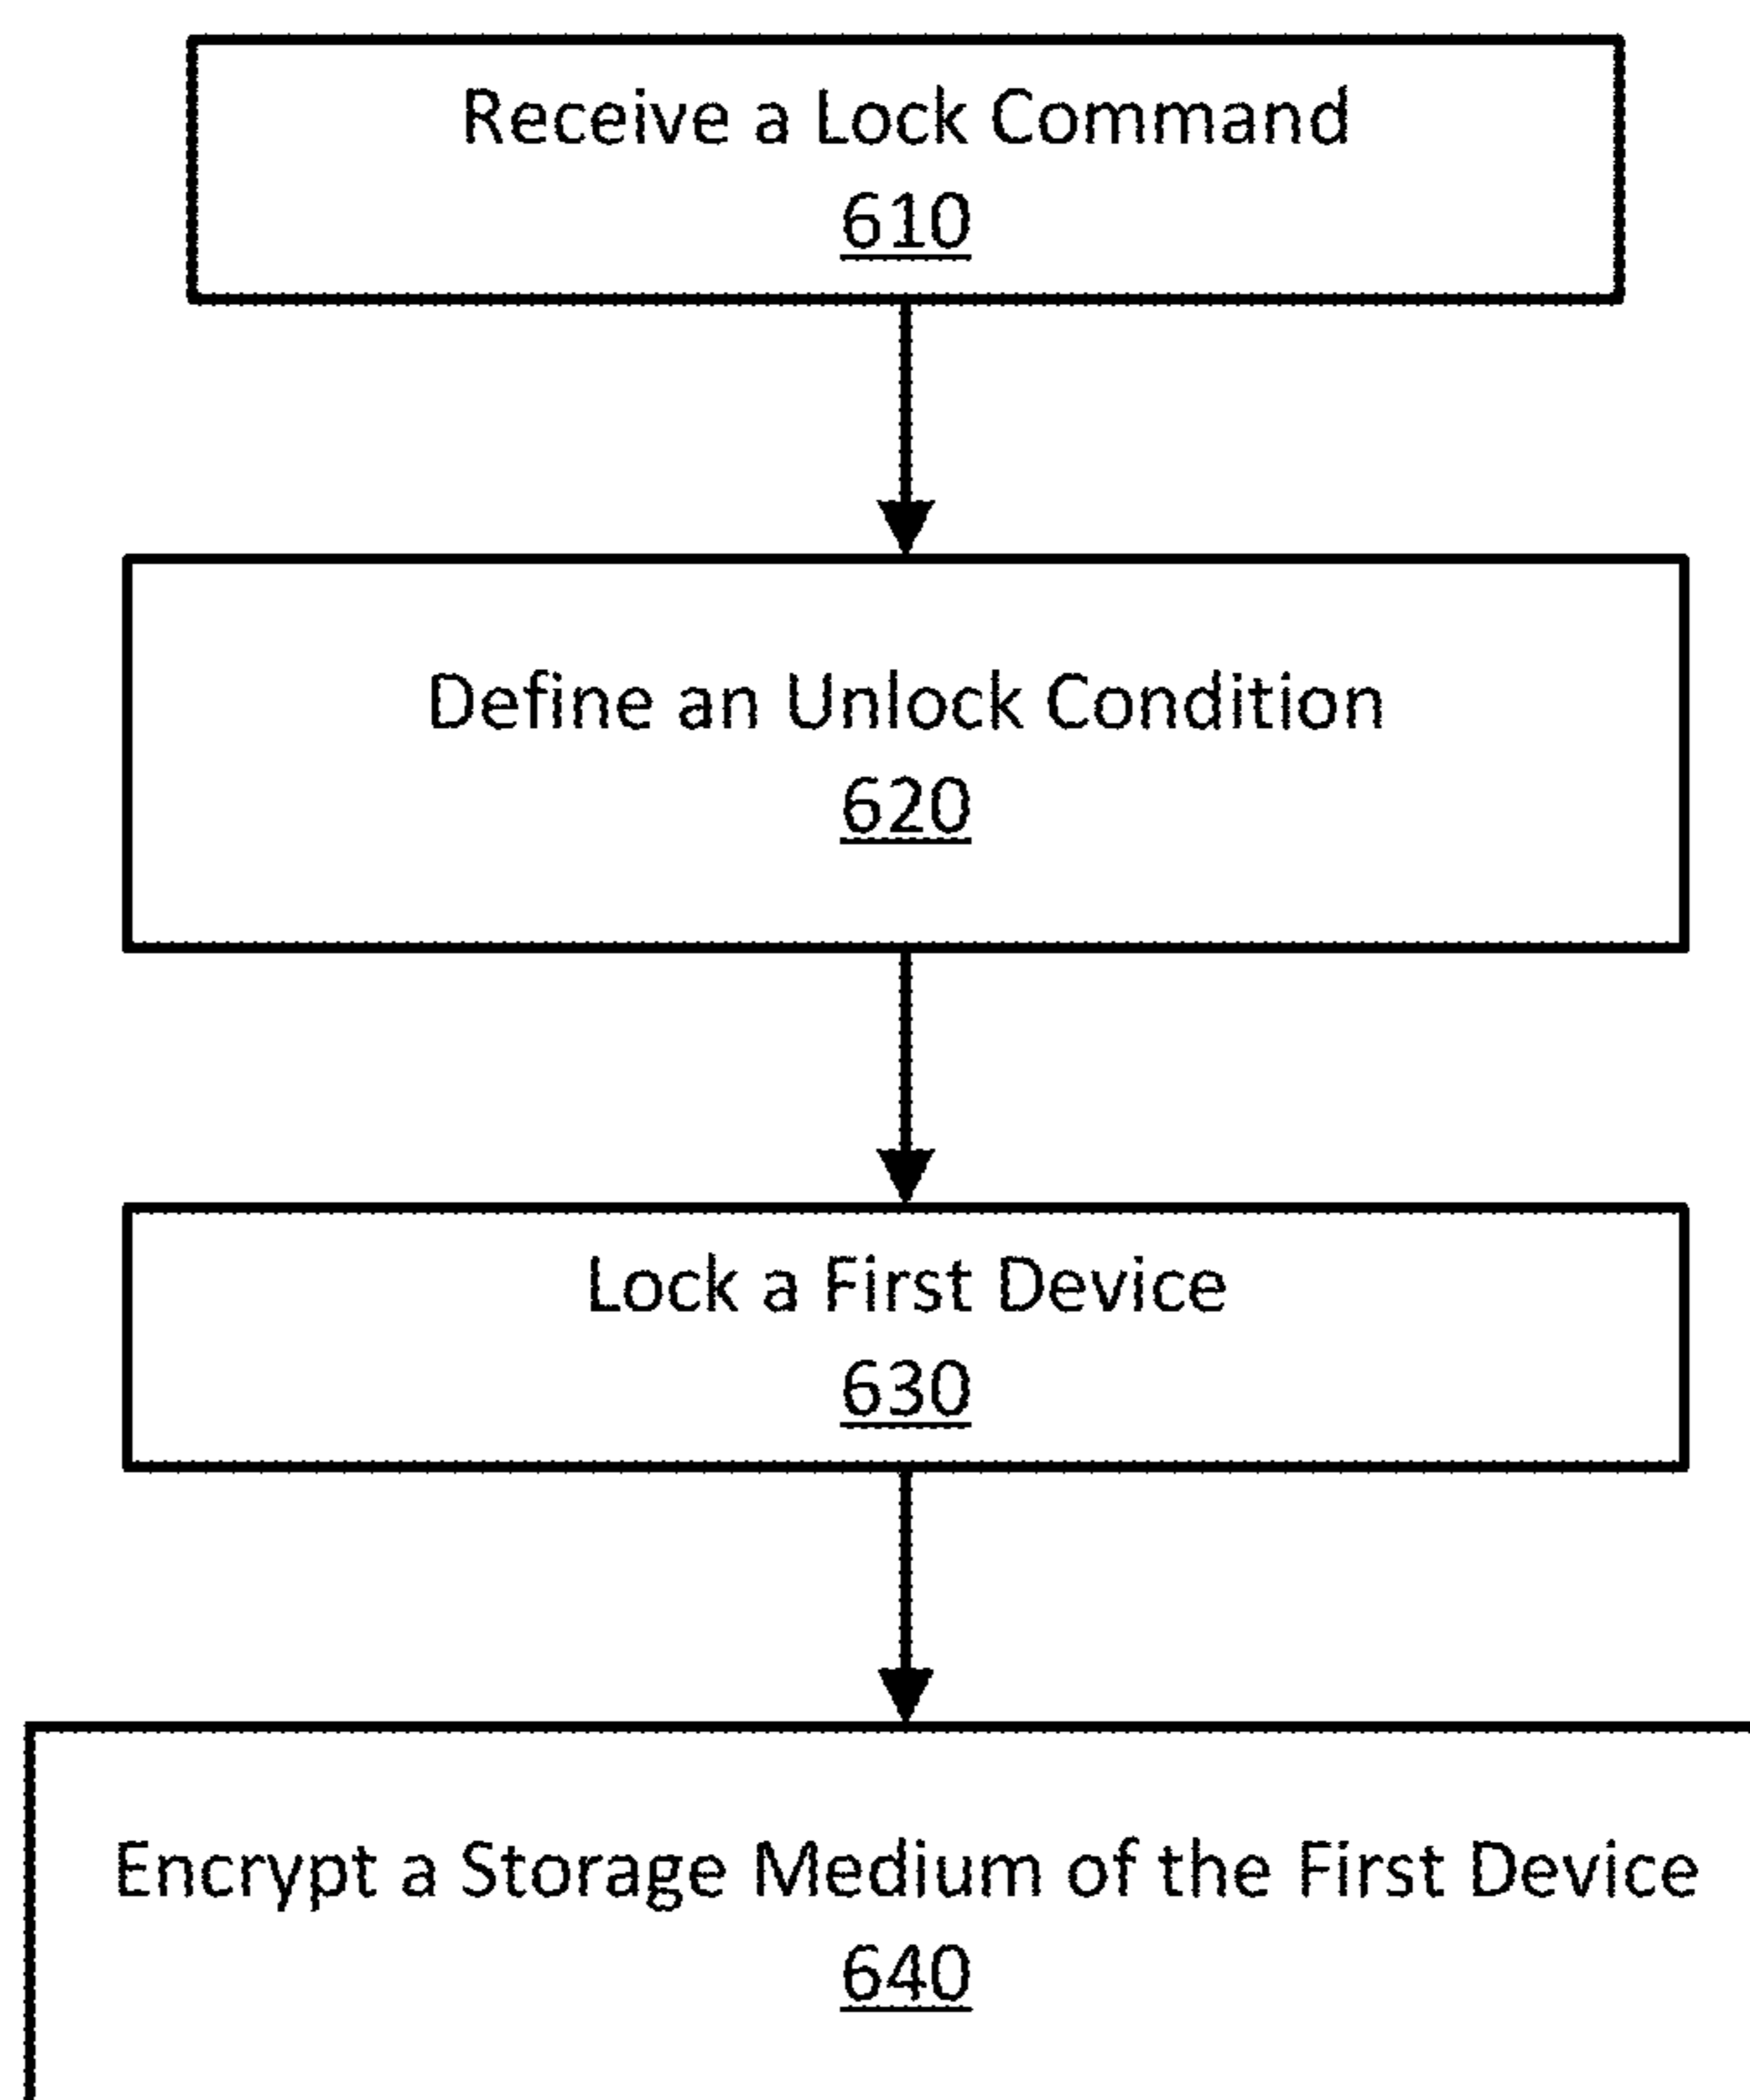 Receive a Lock Command
610
Define an Unlock Condition
620
Lock a First Device
630
Encrypt a Storage Medium of the First Device
640